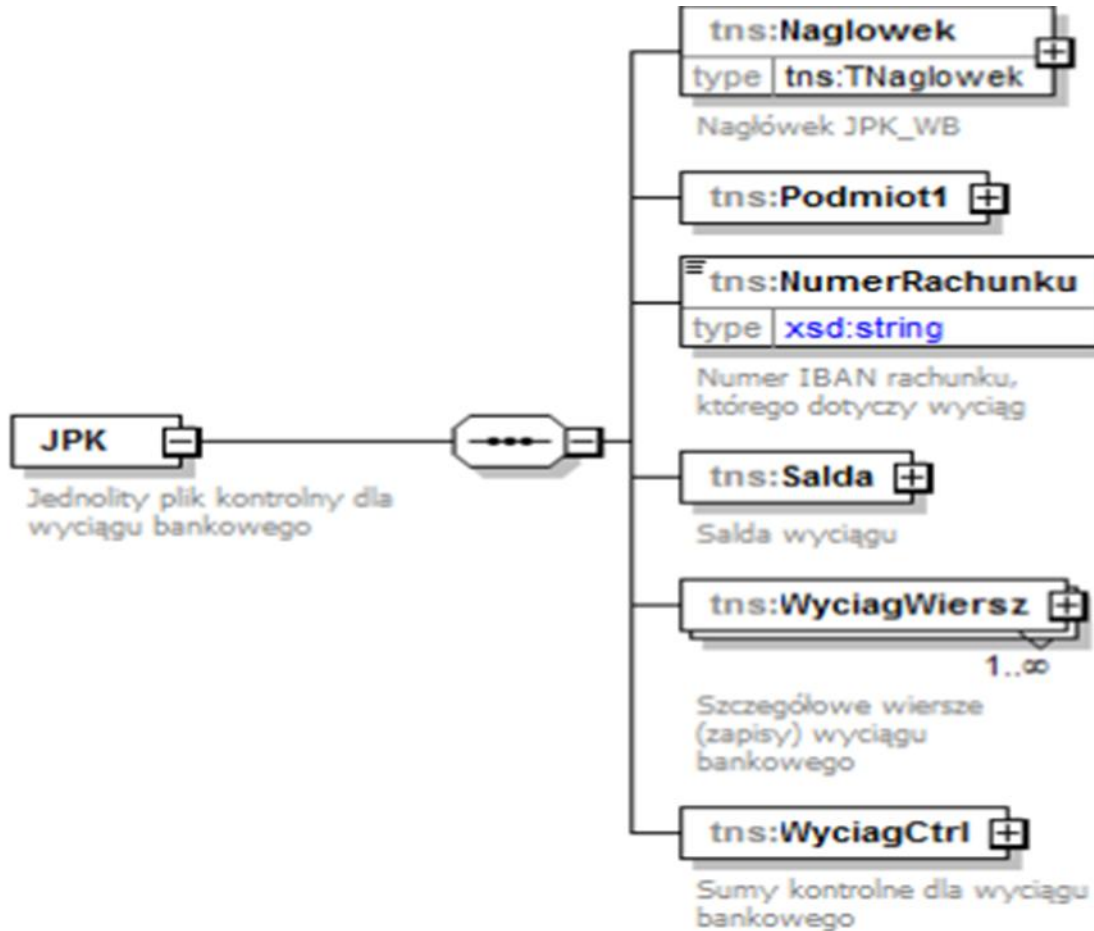 tns:Naglowek
type tns:TNaglowek
Nagłówek JPK_WB
tns:Podmiot1
tns:NumerRachunku
type xsd:string
Numer IBAN rachunku,
którego dotyczy wyciąg
JPK
Jednolity plik kontrolny dla
wyciągu bankowego
tns:Salda
Salda wyciągu
tns:WyciagWiersz
1..∞
Szczegółowe wiersze
(zapisy) wyciągu
bankowego
tns:WyciagCtrl
Sumy kontrolne dla wyciągu
bankowego